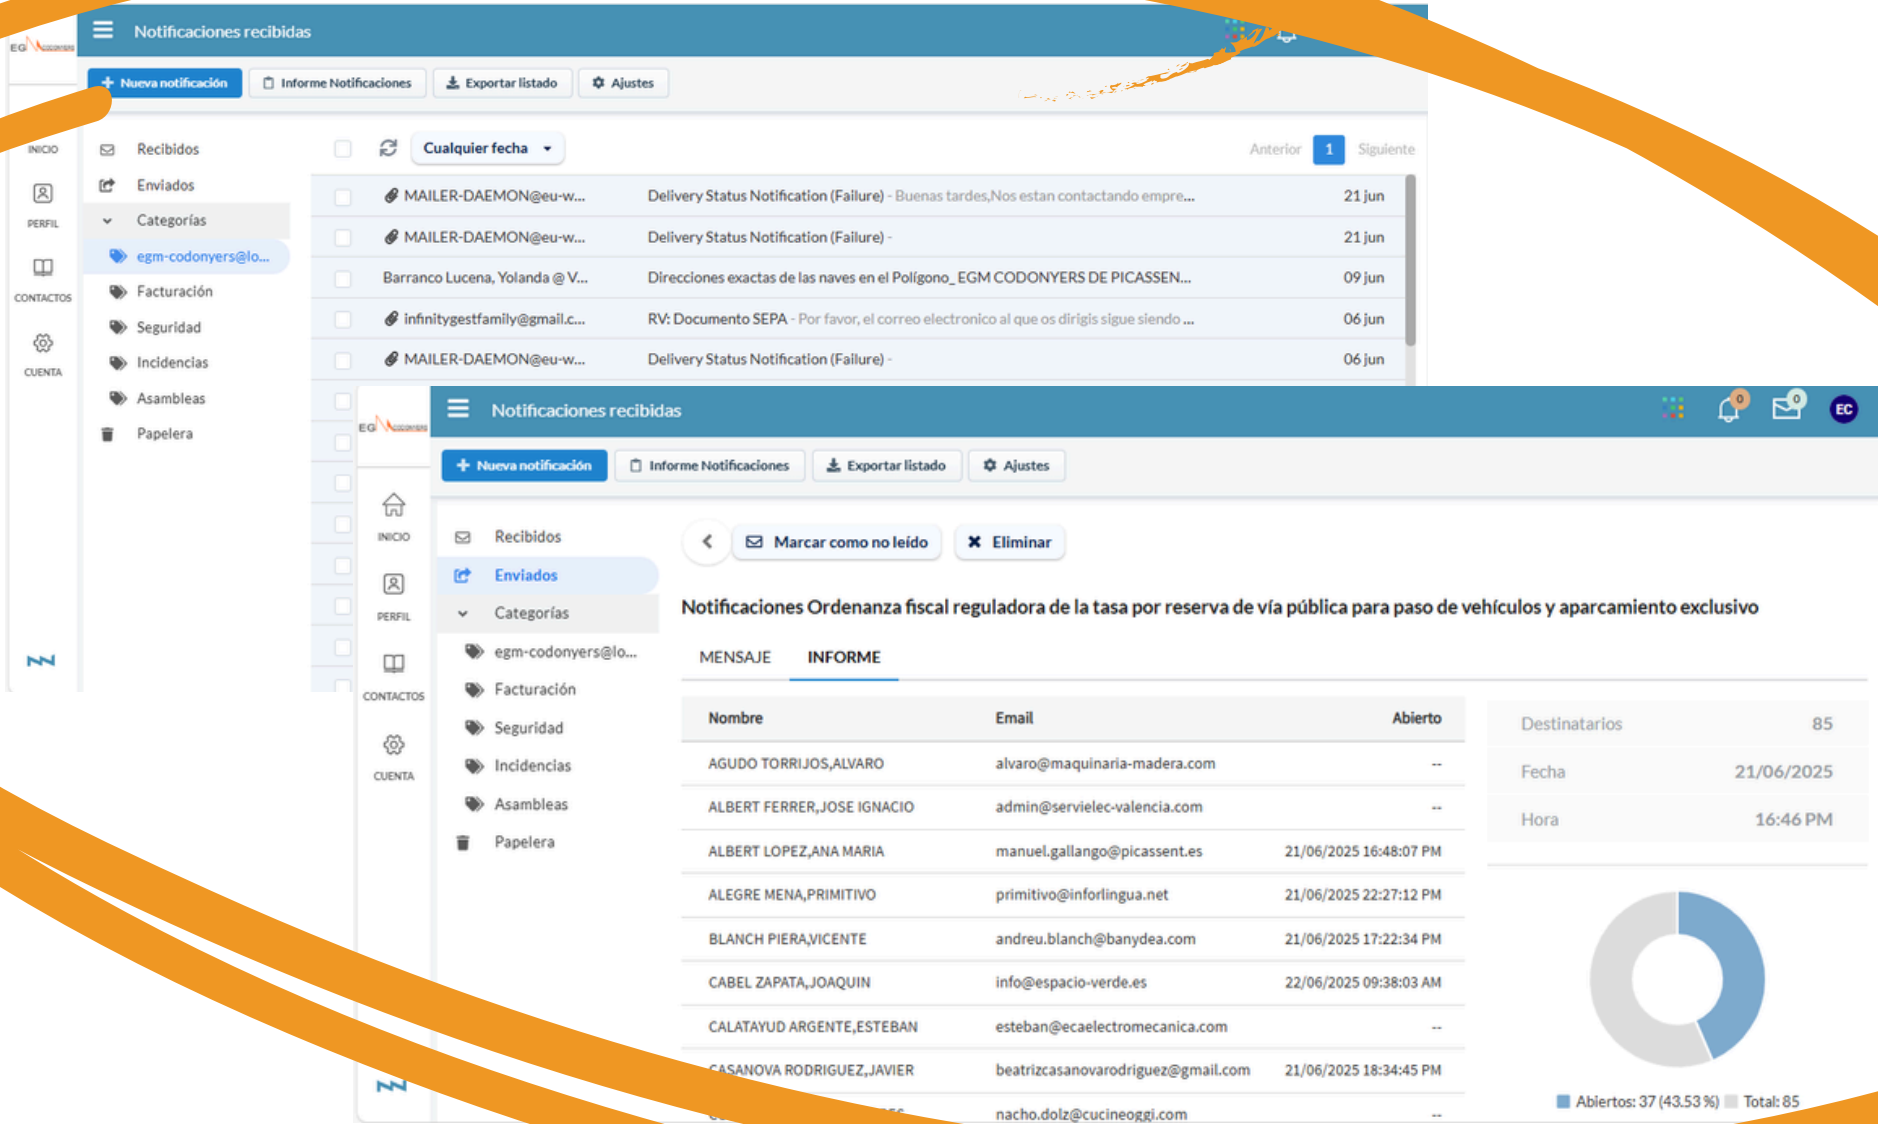 Notificaciones recibidas
EG CODONYERS
Nueva notificación
Informe Notificaciones
Exportar listado
Ajustes
INICIO
PERFIL
CONTACTOS
CUENTA
Recibidos
Enviados
Categorías
egm-codonyers@lo...
Facturación
Seguridad
Incidencias
Asambleas
Papelera
Cualquier fecha
Anterior 1 Siguiente
MAILER-DAEMON@eu-w... Delivery Status Notification (Failure) - Buenas tardes,Nos estan contactando empre... 21 jun
MAILER-DAEMON@eu-w... Delivery Status Notification (Failure) - 21 jun
Barranco Lucena, Yolanda @ V... Direcciones exactas de las naves en el Polígono_ EGM CODONYERS DE PICASSEN... 09 jun
infinitygestfamily@gmail.c... RV: Documento SEPA - Por favor, el correo electronico al que os dirigis sigue siendo ... 06 jun
MAILER-DAEMON@eu-w... Delivery Status Notification (Failure) - 06 jun
EG CODONYERS
Notificaciones recibidas
0 0 EC
Nueva notificación
Informe Notificaciones
Exportar listado
Ajustes
INICIO
PERFIL
CONTACTOS
CUENTA
Recibidos
Enviados
Categorías
egm-codonyers@lo...
Facturación
Seguridad
Incidencias
Asambleas
Papelera
Marcar como no leído
Eliminar
Notificaciones Ordenanza fiscal reguladora de la tasa por reserva de vía pública para paso de vehículos y aparcamiento exclusivo
MENSAJE INFORME
Nombre Email Abierto
AGUDO TORRIJOS,ALVARO alvaro@maquinaria-madera.com --
ALBERT FERRER,JOSE IGNACIO admin@servielec-valencia.com --
ALBERT LOPEZ,ANA MARIA manuel.gallango@picassent.es 21/06/2025 16:48:07 PM
ALEGRE MENA,PRIMITIVO primitivo@inforlingua.net 21/06/2025 22:27:12 PM
BLANCH PIERA,VICENTE andreu.blanch@banydea.com 21/06/2025 17:22:34 PM
CABEL ZAPATA,JOAQUIN info@espacio-verde.es 22/06/2025 09:38:03 AM
CALATAYUD ARGENTE,ESTEBAN esteban@ecaelectromecanica.com --
CASANOVA RODRIGUEZ,JAVIER beatrizcasanovarodriguez@gmail.com 21/06/2025 18:34:45 PM
nacho.dolz@cucineoggi.com --
Destinatarios 85
Fecha 21/06/2025
Hora 16:46 PM
Abiertos: 37 (43.53 %) Total: 85